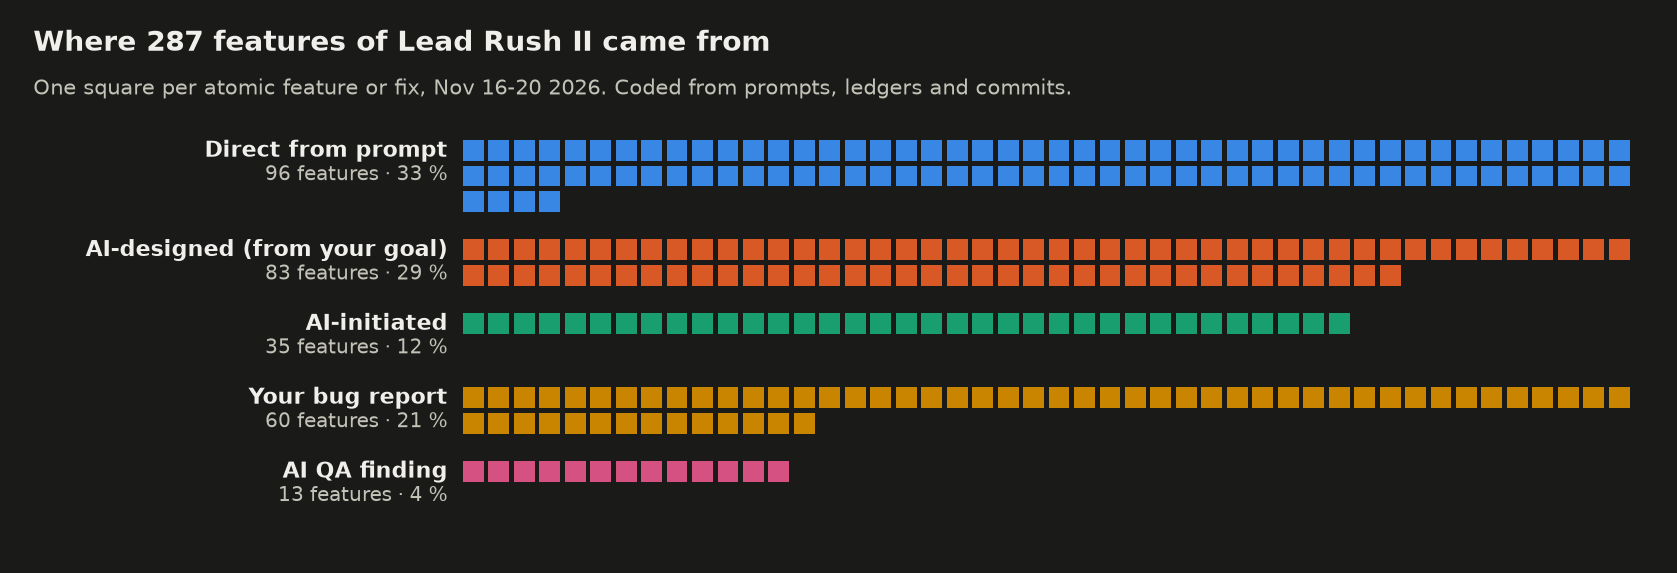 Where 287 features of Lead Rush II came from
One square per atomic feature or fix, Nov 16-20 2026. Coded from prompts, ledgers and commits.
Direct from prompt
96 features · 33 %
AI-designed (from your goal)
83 features · 29 %
AI-initiated
35 features · 12 %
Your bug report
60 features · 21 %
AI QA finding
13 features · 4 %